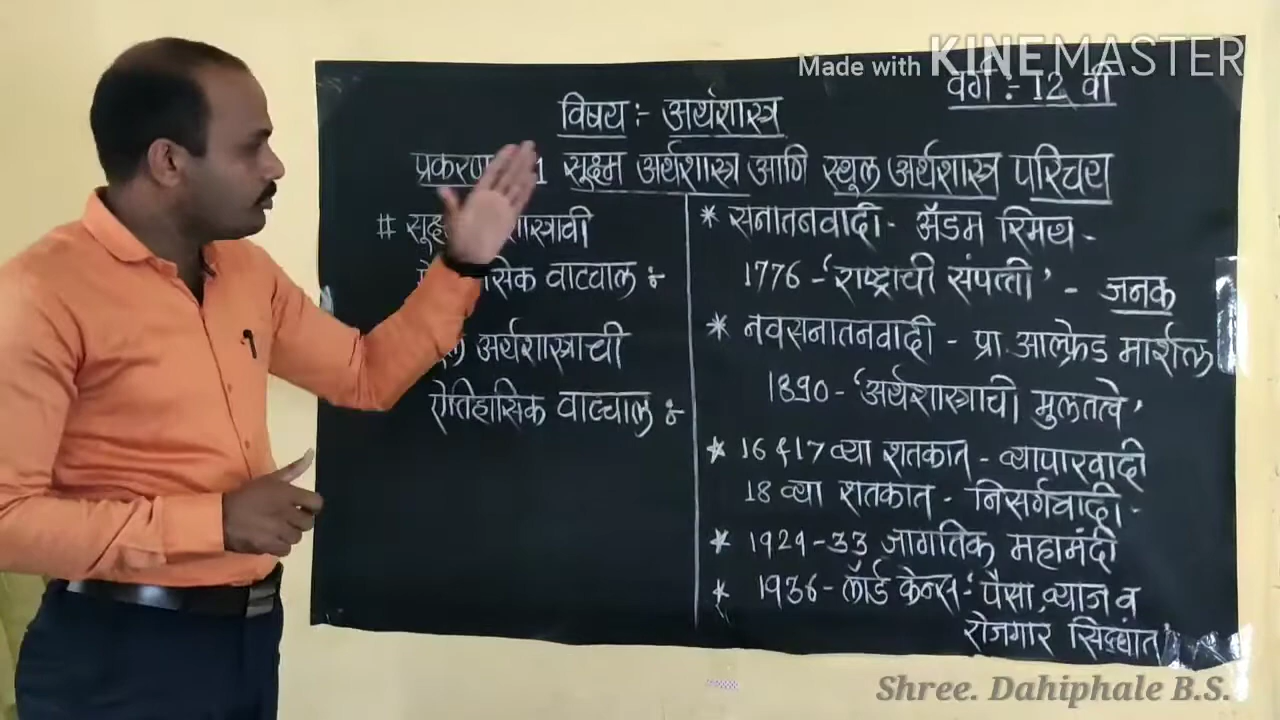 Made with KINEMASTER
वर्ग :- 12 वी
विषय :- अर्थशास्त्र
प्रकरण 1 सूक्ष्म अर्थशास्त्र आणि स्थूल अर्थशास्त्र परिचय
# शास्त्राची
वाटचाल :-
अर्थशास्त्राची
ऐतिहासिक वाटचाल :-
* सनातनवादी - ॲडम स्मिथ -
1776 - 'राष्ट्राची संपत्ती' - जनक
* नवसनातनवादी - प्रा. आल्फ्रेड मार्शल
1890 - 'अर्थशास्त्राची मुलतत्वे'
* 16 व 17 व्या शतकात - व्यापारवादी
18 व्या शतकात - निसर्गवादी -
* 1929-33 जागतिक महामंदी
* 1936 - लॉर्ड केन्स - 'पैसा, व्याज व
रोजगार सिद्धांत'
Shree. Dahiphale B.S.